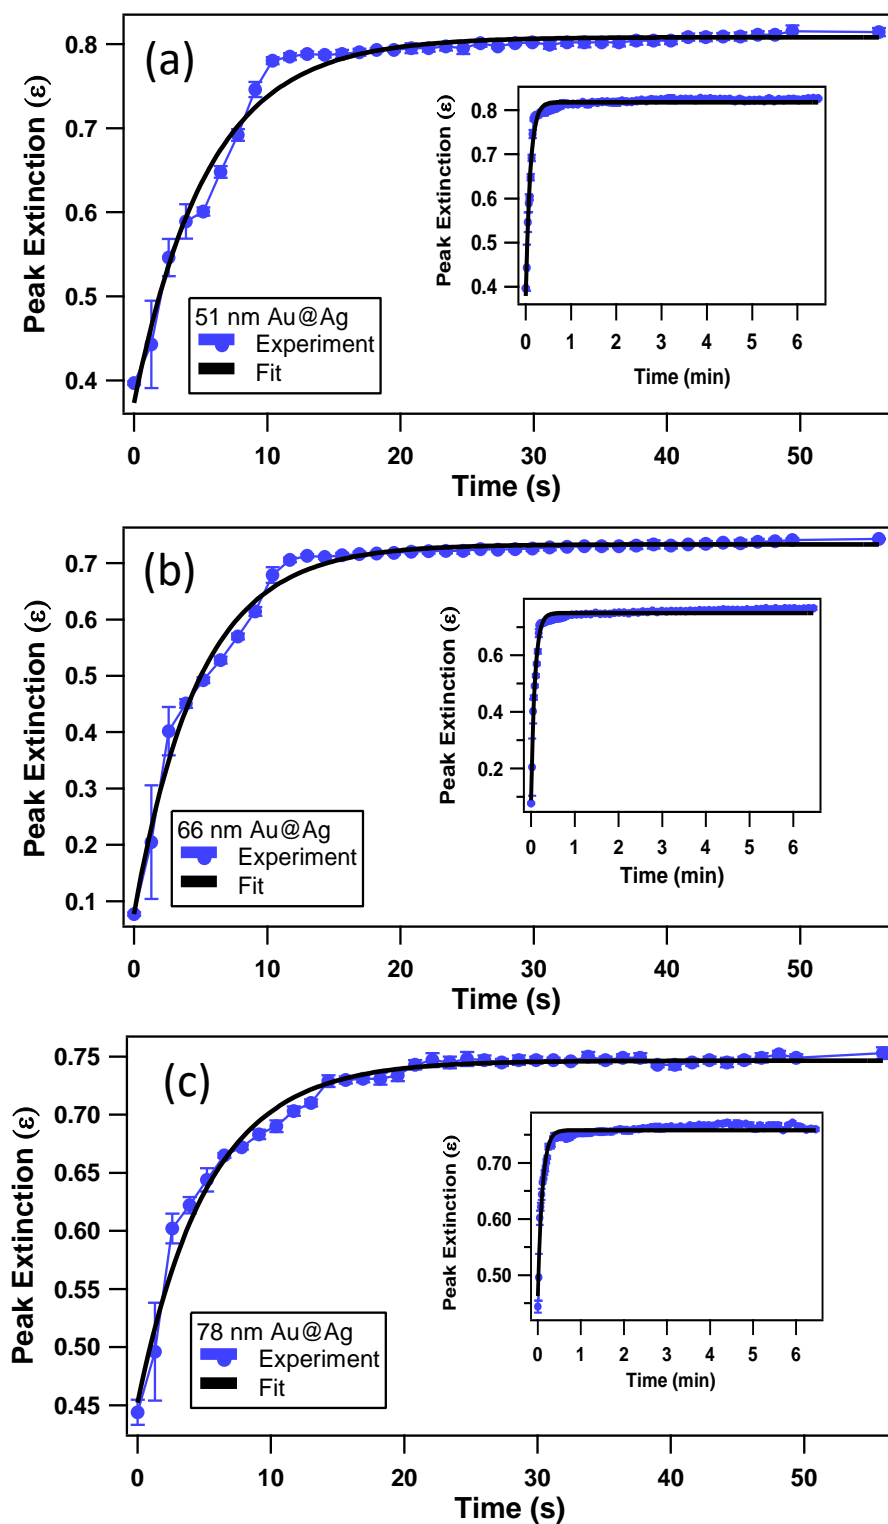 (a)
Peak Extinction (ε)
0.8
0.7
0.6
0.5
0.4
51 nm Au@Ag
Experiment
Fit
0 10 20 30 40 50
Time (s)
Peak Extinction (ε)
0.8
0.7
0.6
0.5
0.4
0 1 2 3 4 5 6
Time (min)
(b)
Peak Extinction (ε)
0.7
0.6
0.5
0.4
0.3
0.2
0.1
66 nm Au@Ag
Experiment
Fit
0 10 20 30 40 50
Time (s)
Peak Extinction (ε)
0.6
0.4
0.2
0 1 2 3 4 5 6
Time (min)
(c)
Peak Extinction (ε)
0.75
0.70
0.65
0.60
0.55
0.50
0.45
78 nm Au@Ag
Experiment
Fit
0 10 20 30 40 50
Time (s)
Peak Extinction (ε)
0.70
0.60
0.50
0 1 2 3 4 5 6
Time (min)